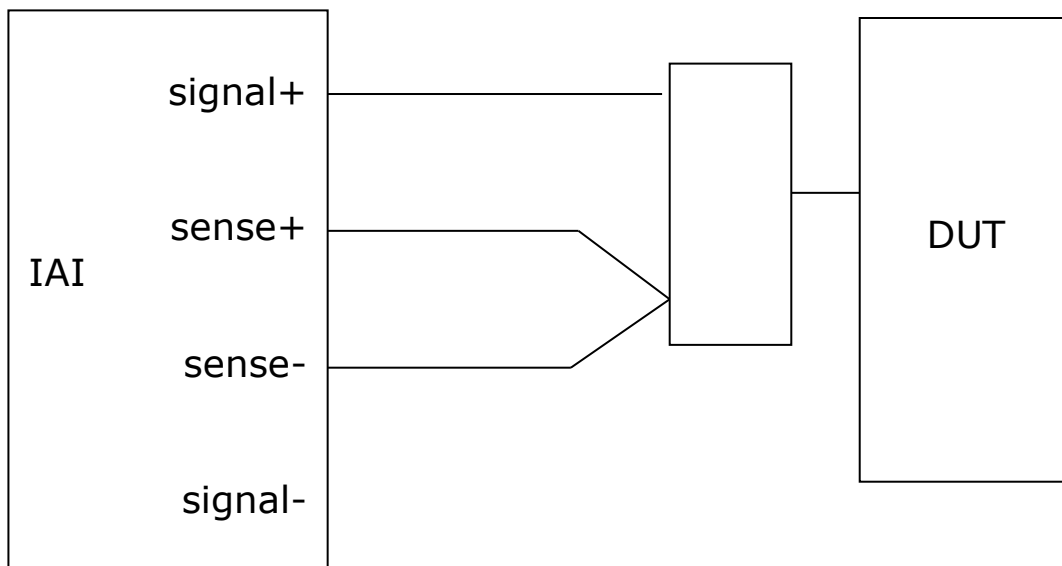 signal+
sense+
IAI
sense-
signal-
DUT